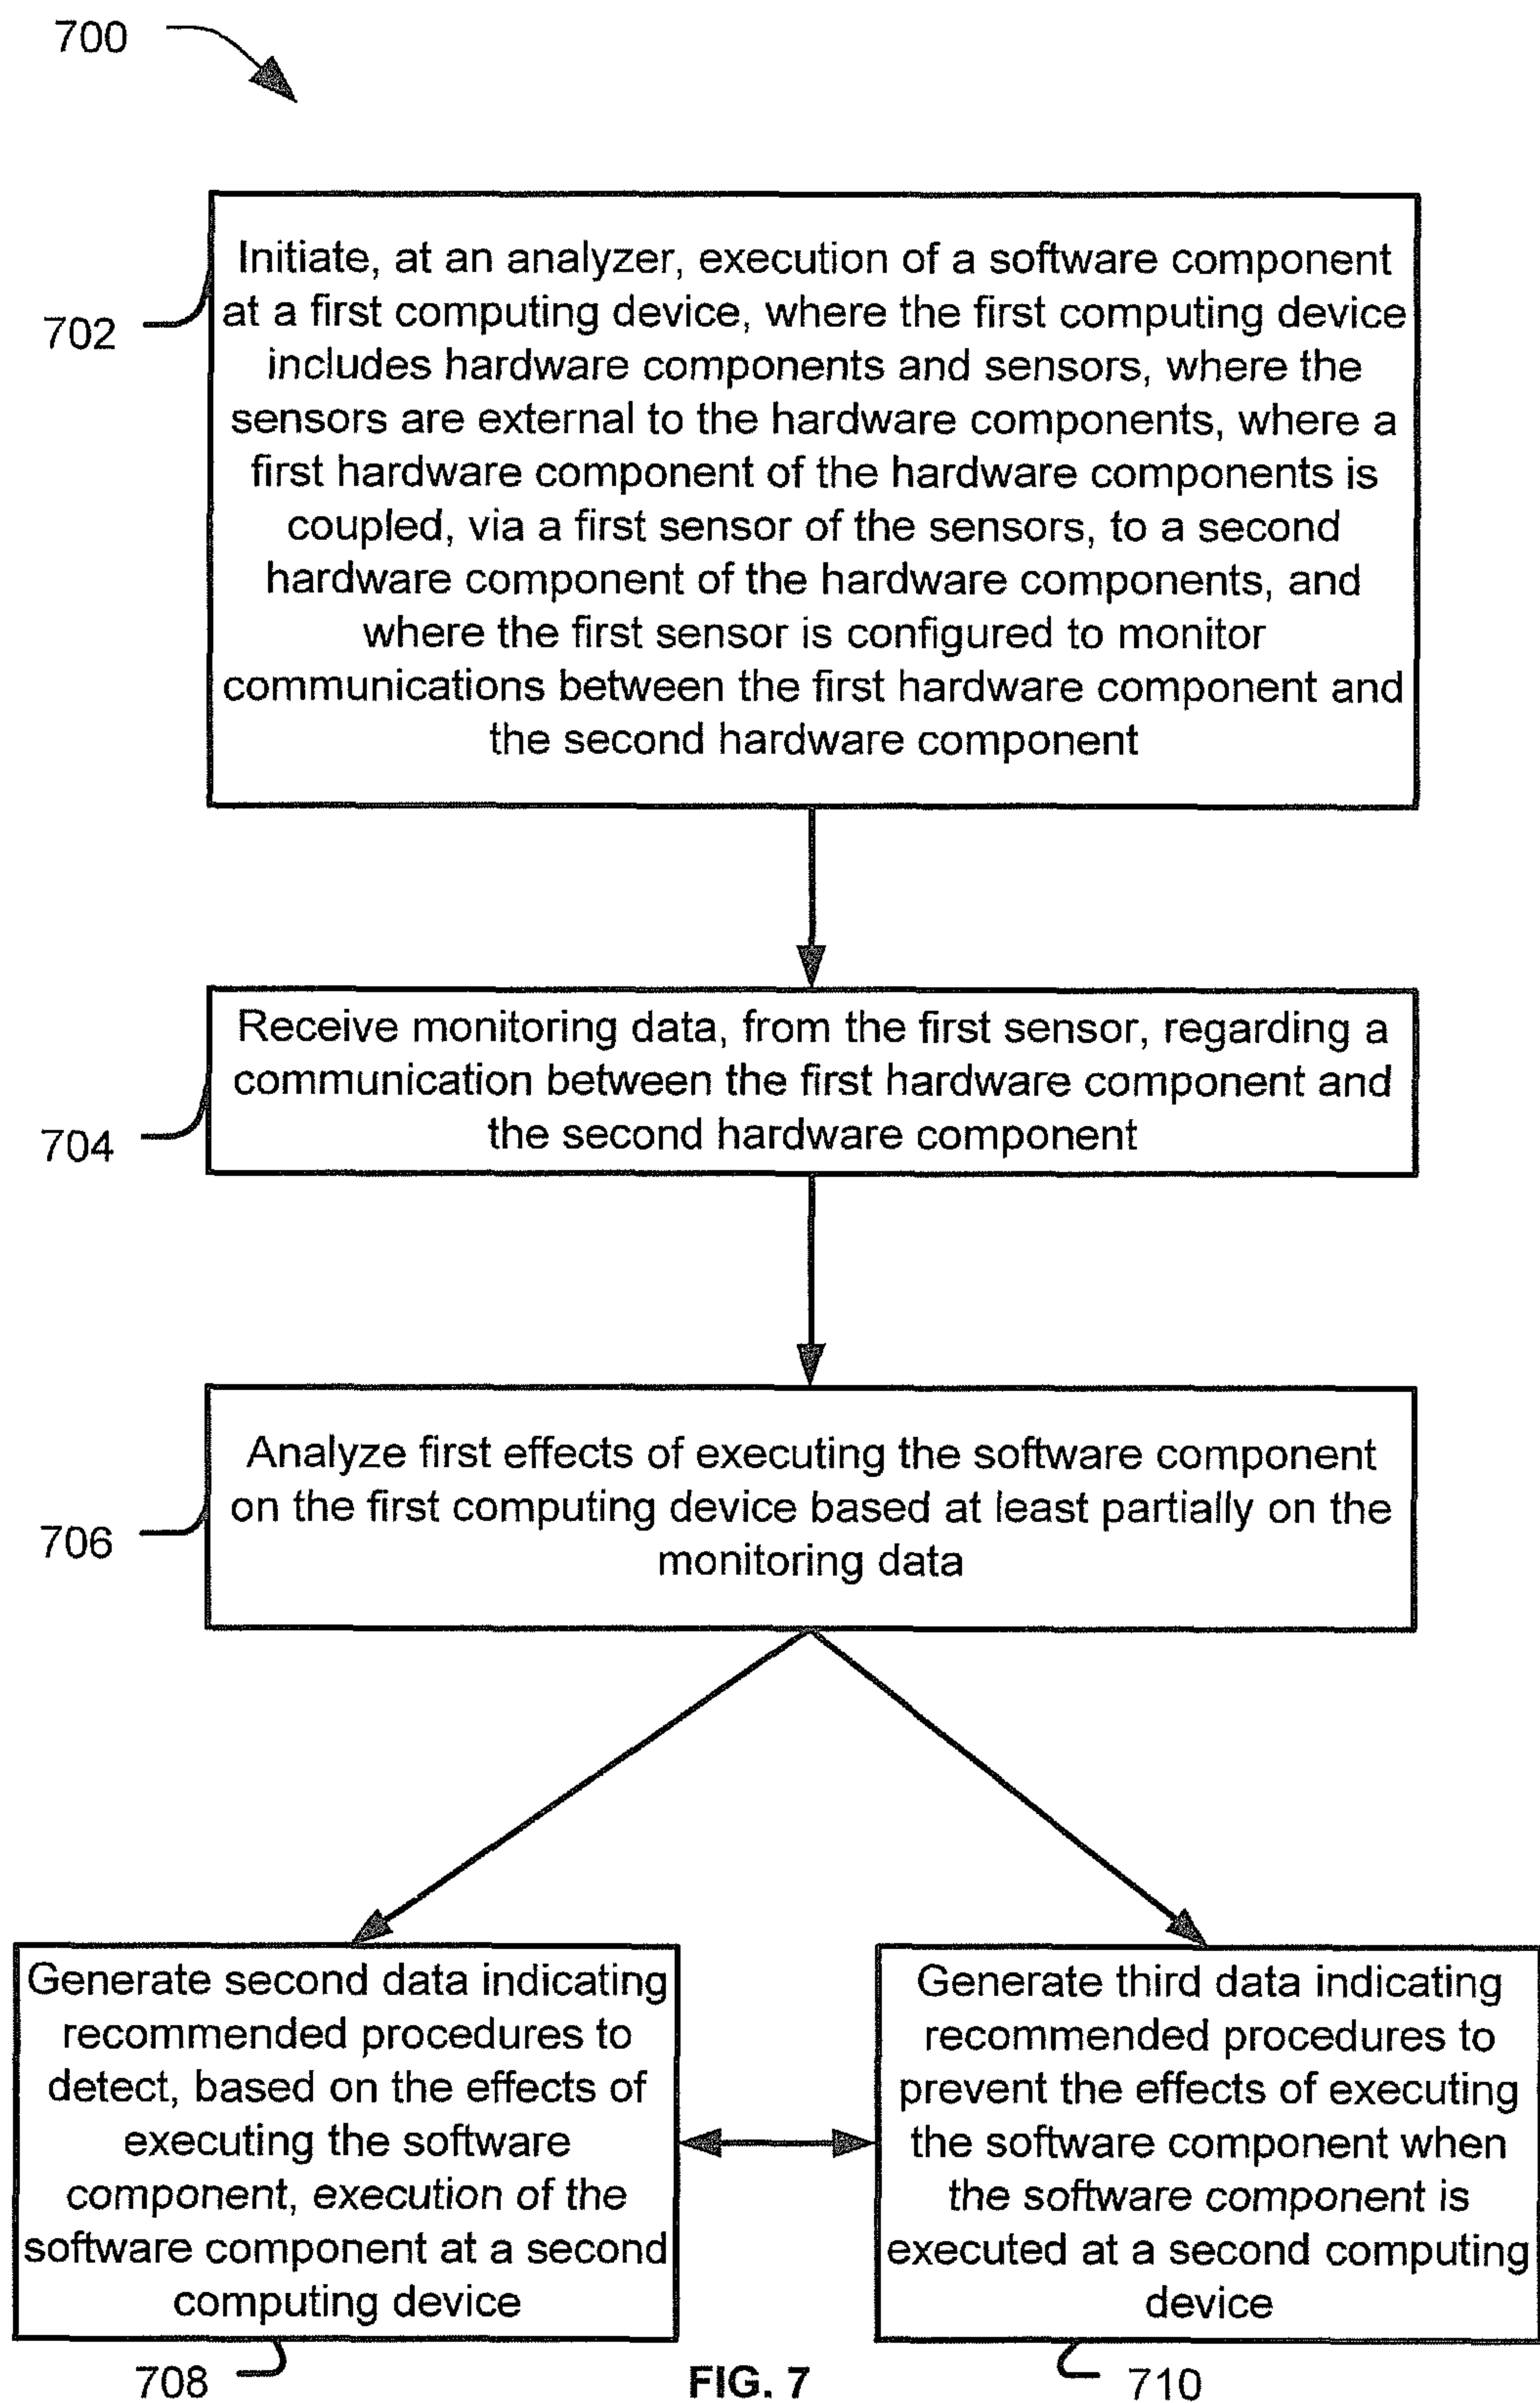 700
702
Initiate, at an analyzer, execution of a software component
at a first computing device, where the first computing device
includes hardware components and sensors, where the
sensors are external to the hardware components, where a
first hardware component of the hardware components is
coupled, via a first sensor of the sensors, to a second
hardware component of the hardware components, and
where the first sensor is configured to monitor
communications between the first hardware component and
the second hardware component
704
Receive monitoring data, from the first sensor, regarding a
communication between the first hardware component and
the second hardware component
706
Analyze first effects of executing the software component
on the first computing device based at least partially on the
monitoring data
Generate second data indicating
recommended procedures to
detect, based on the effects of
executing the software
component, execution of the
software component at a second
computing device
708
Generate third data indicating
recommended procedures to
prevent the effects of executing
the software component when
the software component is
executed at a second computing
device
710
FIG. 7